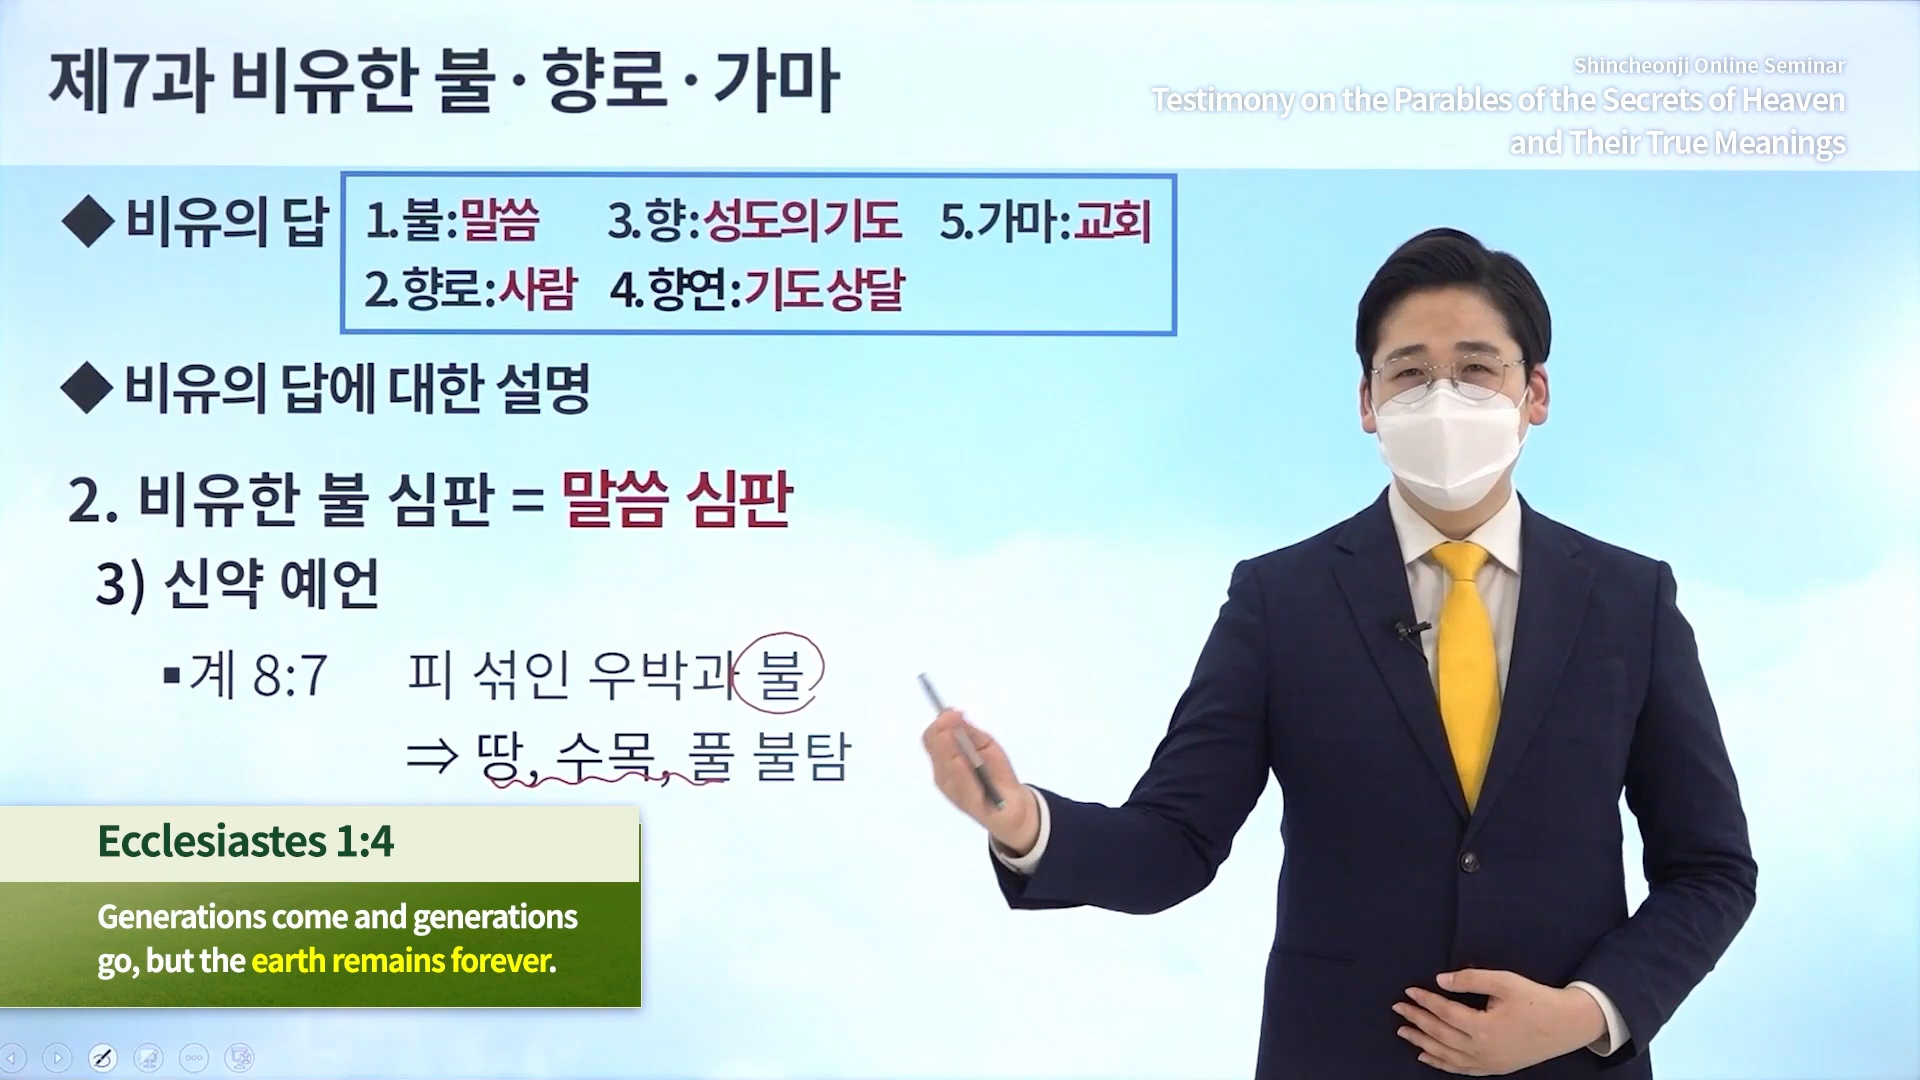 제7과 비유한 불·향로·가마
Shincheonji Online Seminar
Testimony on the Parables of the Secrets of Heaven
and Their True Meanings
◆ 비유의 답
1.불:말씀 3.향:성도의 기도 5.가마:교회
2.향로:사람 4.향연:기도 상달
◆ 비유의 답에 대한 설명
2. 비유한 불 심판 = 말씀 심판
3) 신약 예언
▪계 8:7 피 섞인 우박과 불
⇒ 땅, 수목, 풀 불탐
Ecclesiastes 1:4
Generations come and generations
go, but the earth remains forever.